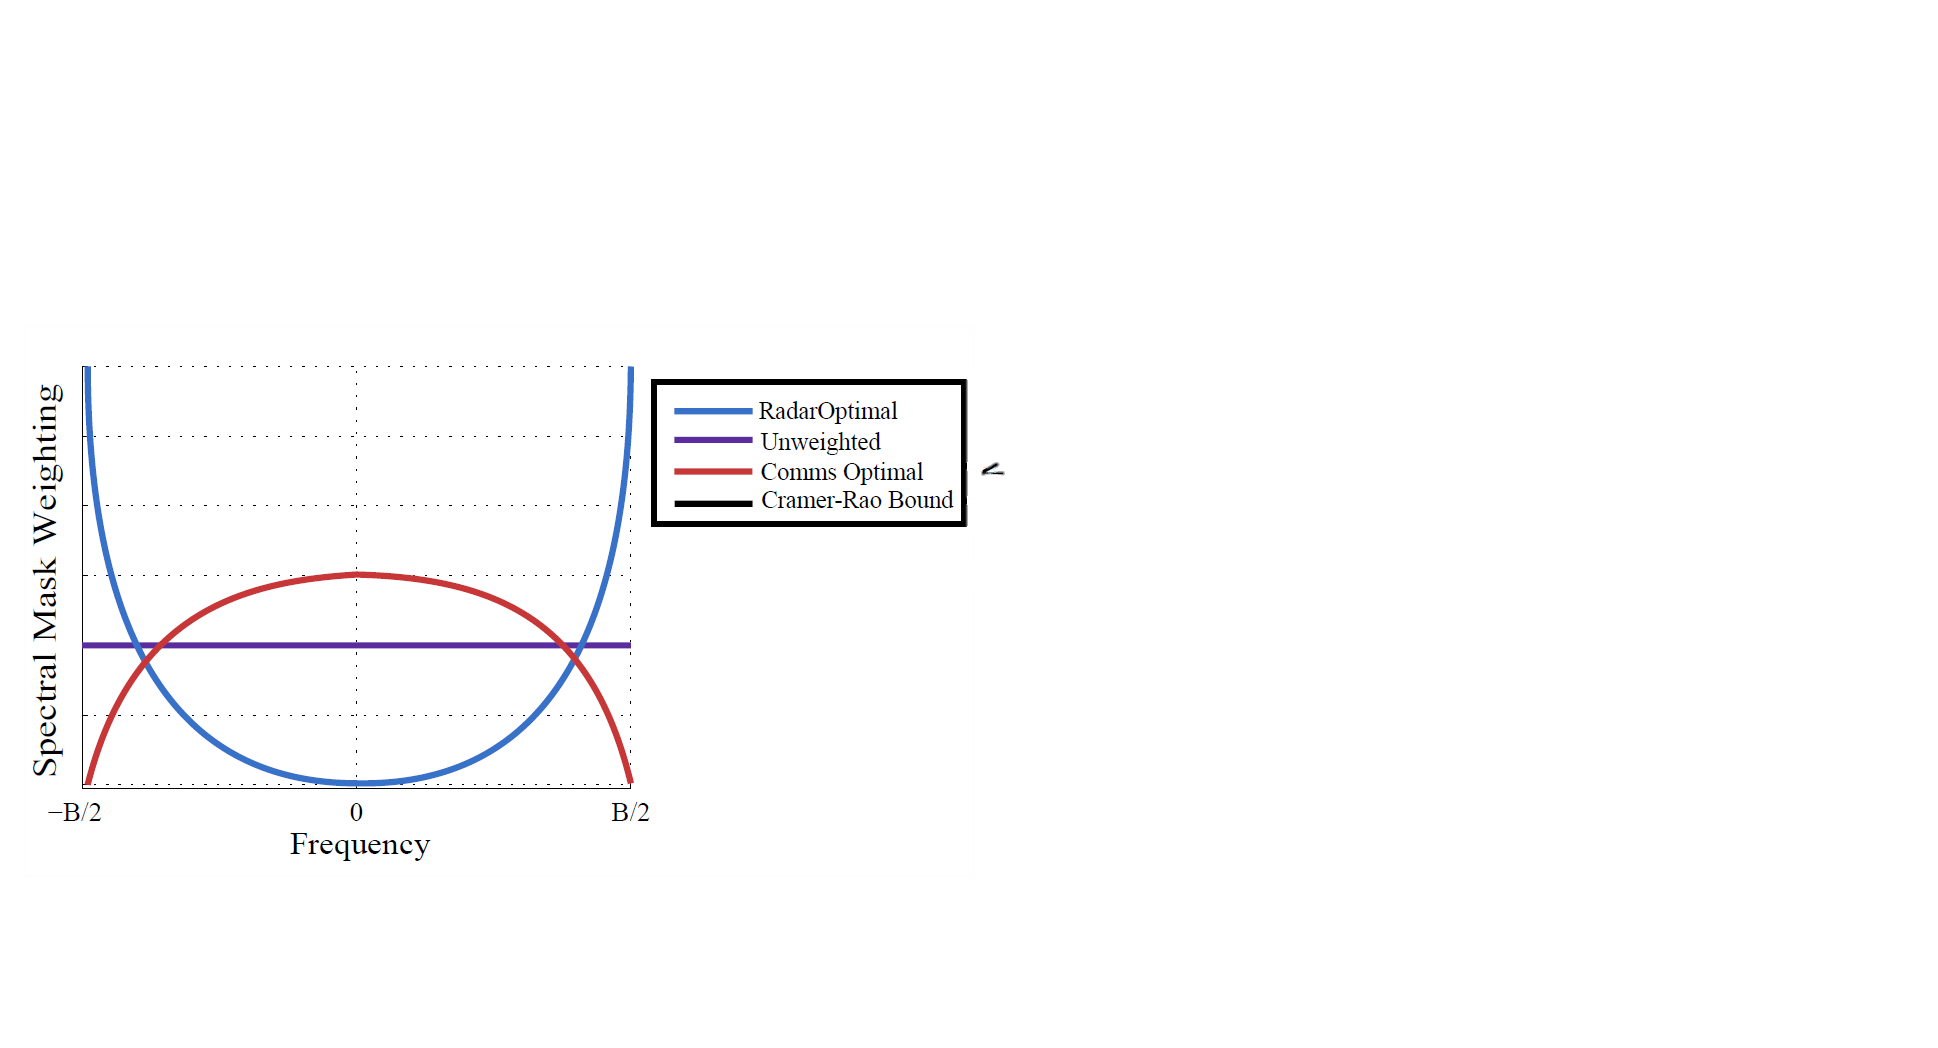 Spectral Mask Weighting
RadarOptimal
Unweighted
Comms Optimal
Cramer-Rao Bound
−B/2 0 B/2
Frequency